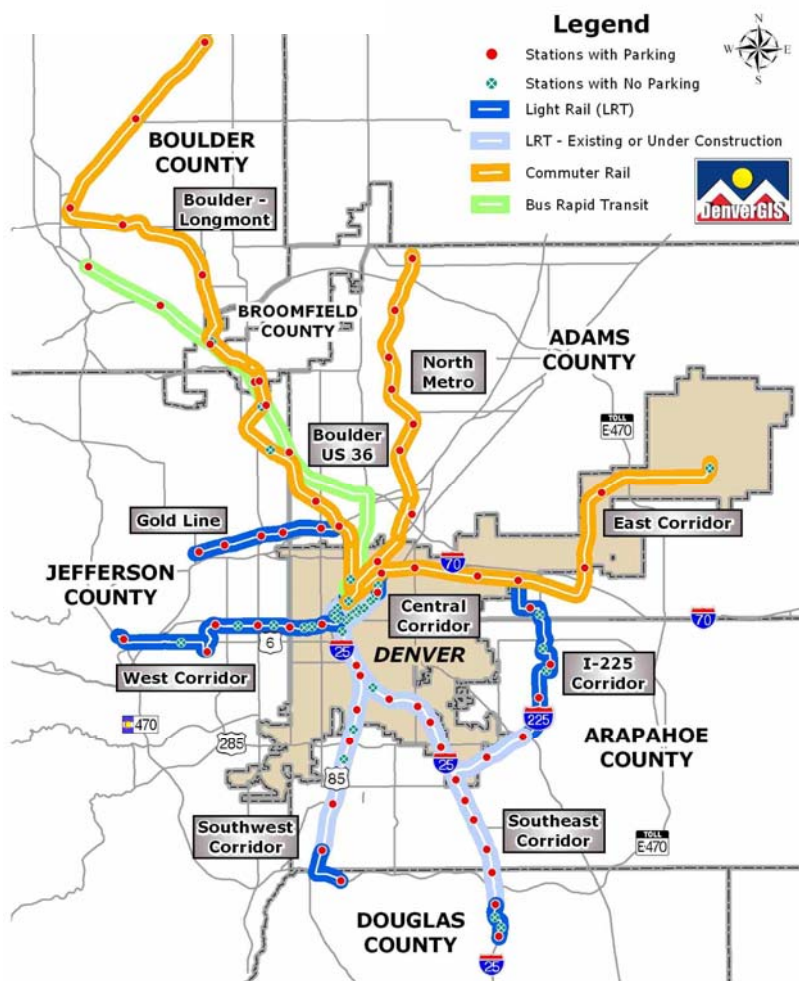 Legend
N
W
E
S
Stations with Parking
Stations with No Parking
Light Rail (LRT)
LRT - Existing or Under Construction
Commuter Rail
Bus Rapid Transit
DenverGIS
BOULDER
COUNTY
Boulder -
Longmont
BROOMFIELD
COUNTY
North
Metro
ADAMS
COUNTY
TOLL
E-470
Boulder
US 36
Gold Line
East Corridor
70
JEFFERSON
COUNTY
Central
Corridor
70
6
25
DENVER
West Corridor
I-225
Corridor
470
225
285
ARAPAHOE
COUNTY
25
85
Southwest
Corridor
Southeast
Corridor
TOLL
E-470
DOUGLAS
COUNTY
25